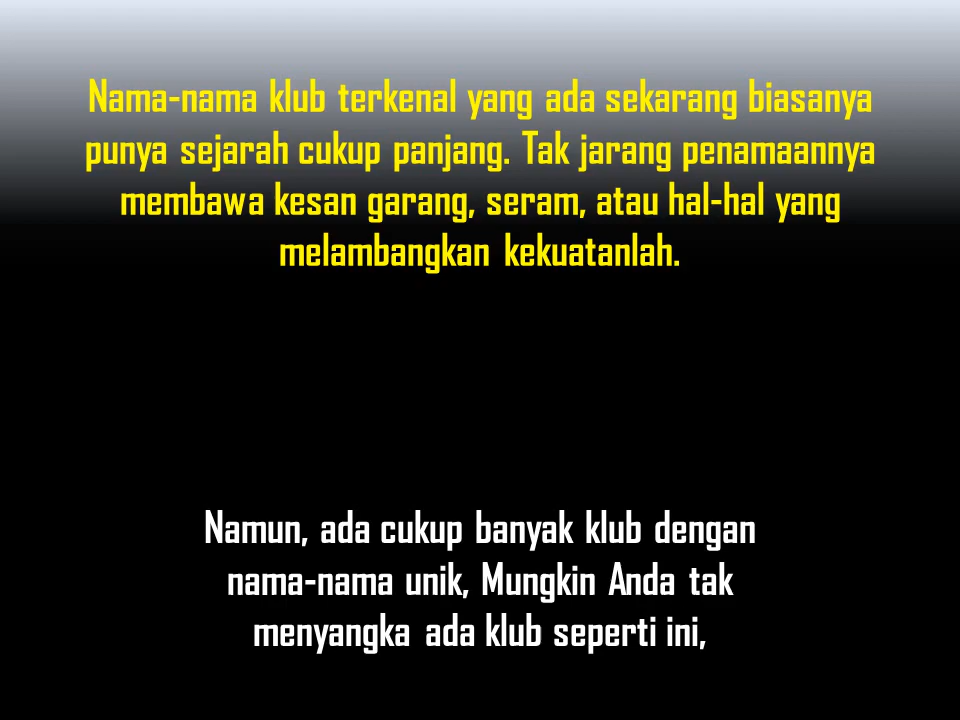 Nama-nama klub terkenal yang ada sekarang biasanya
punya sejarah cukup panjang. Tak jarang penamaannya
membawa kesan garang, seram, atau hal-hal yang
melambangkan kekuatanlah.
Namun, ada cukup banyak klub dengan
nama-nama unik, Mungkin Anda tak
menyangka ada klub seperti ini,